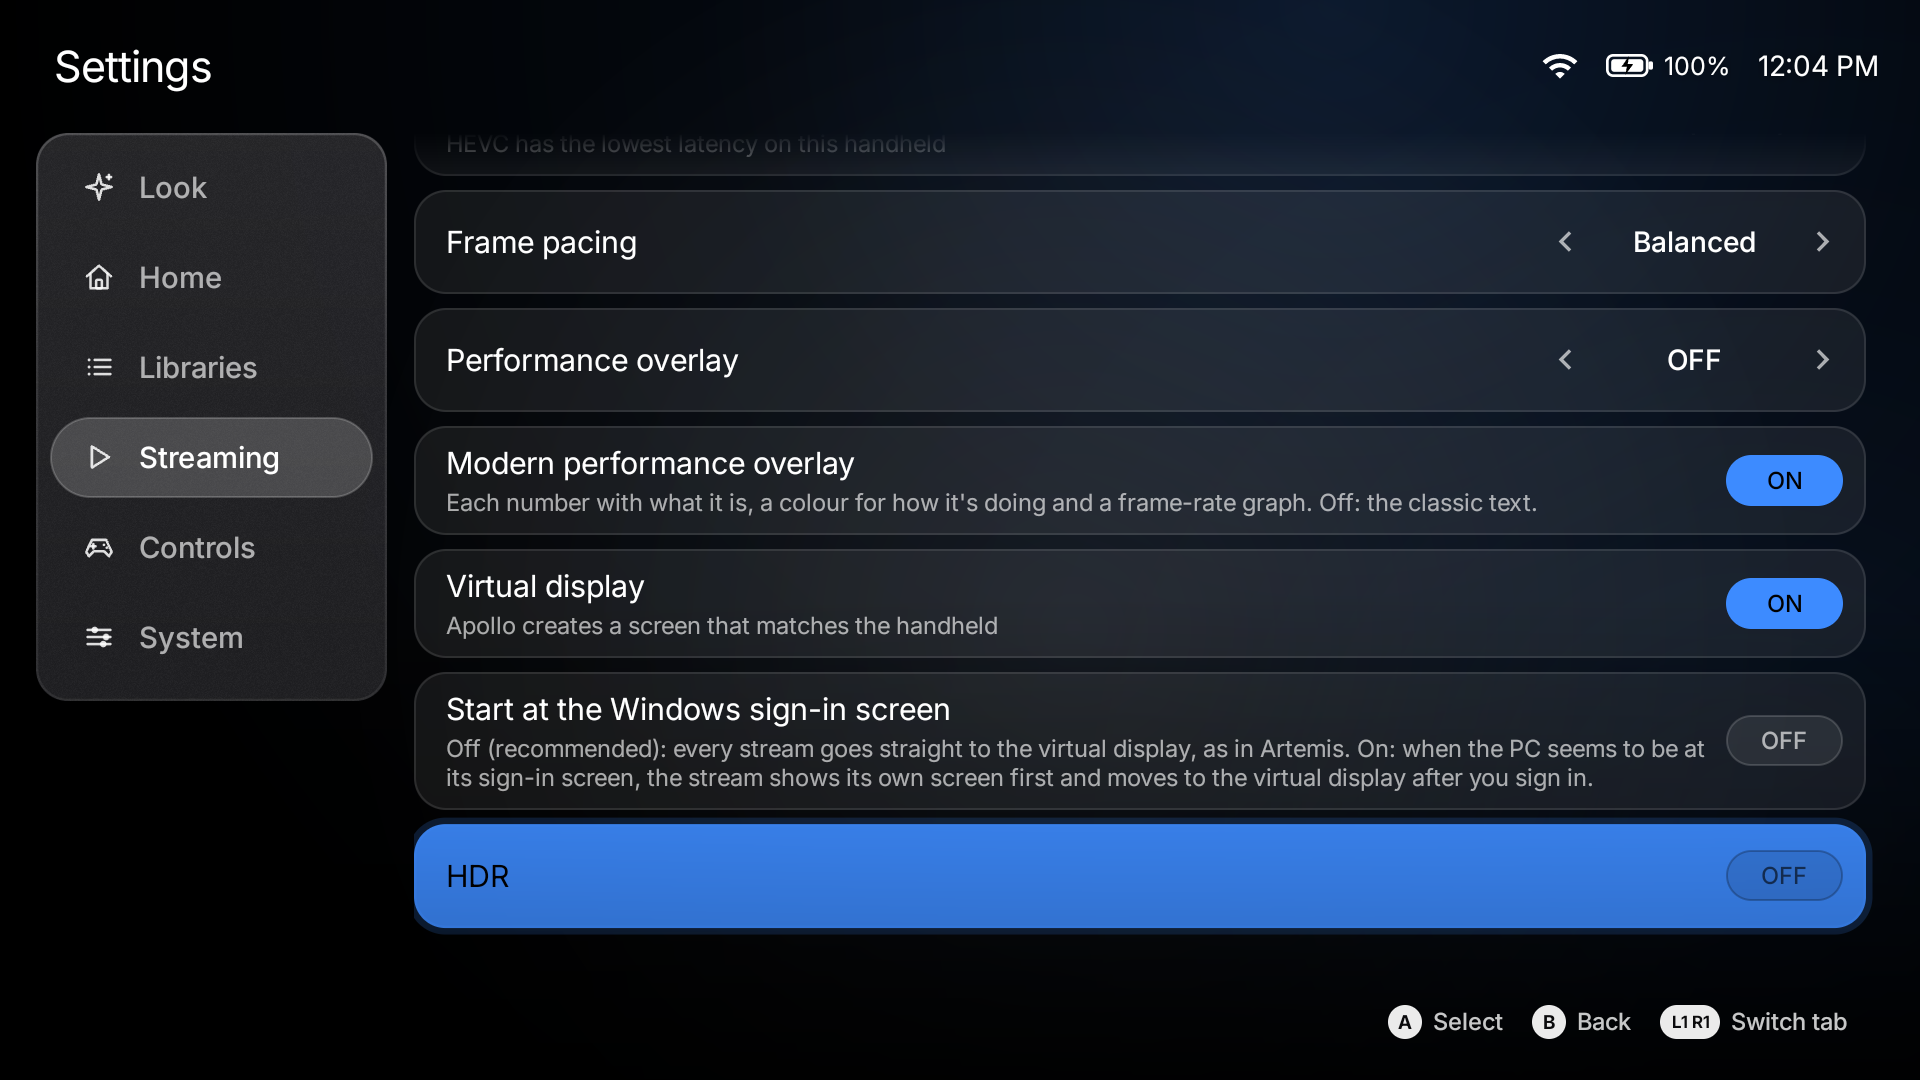 Settings
100%
12:04 PM
Look
Home
Libraries
Streaming
Controls
System
HEVC has the lowest latency on this handheld
Frame pacing
Balanced
Performance overlay
OFF
Modern performance overlay
Each number with what it is, a colour for how it's doing and a frame-rate graph. Off: the classic text.
ON
Virtual display
Apollo creates a screen that matches the handheld
ON
Start at the Windows sign-in screen
Off (recommended): every stream goes straight to the virtual display, as in Artemis. On: when the PC seems to be at
its sign-in screen, the stream shows its own screen first and moves to the virtual display after you sign in.
OFF
HDR
OFF
A Select
B Back
L1 R1 Switch tab